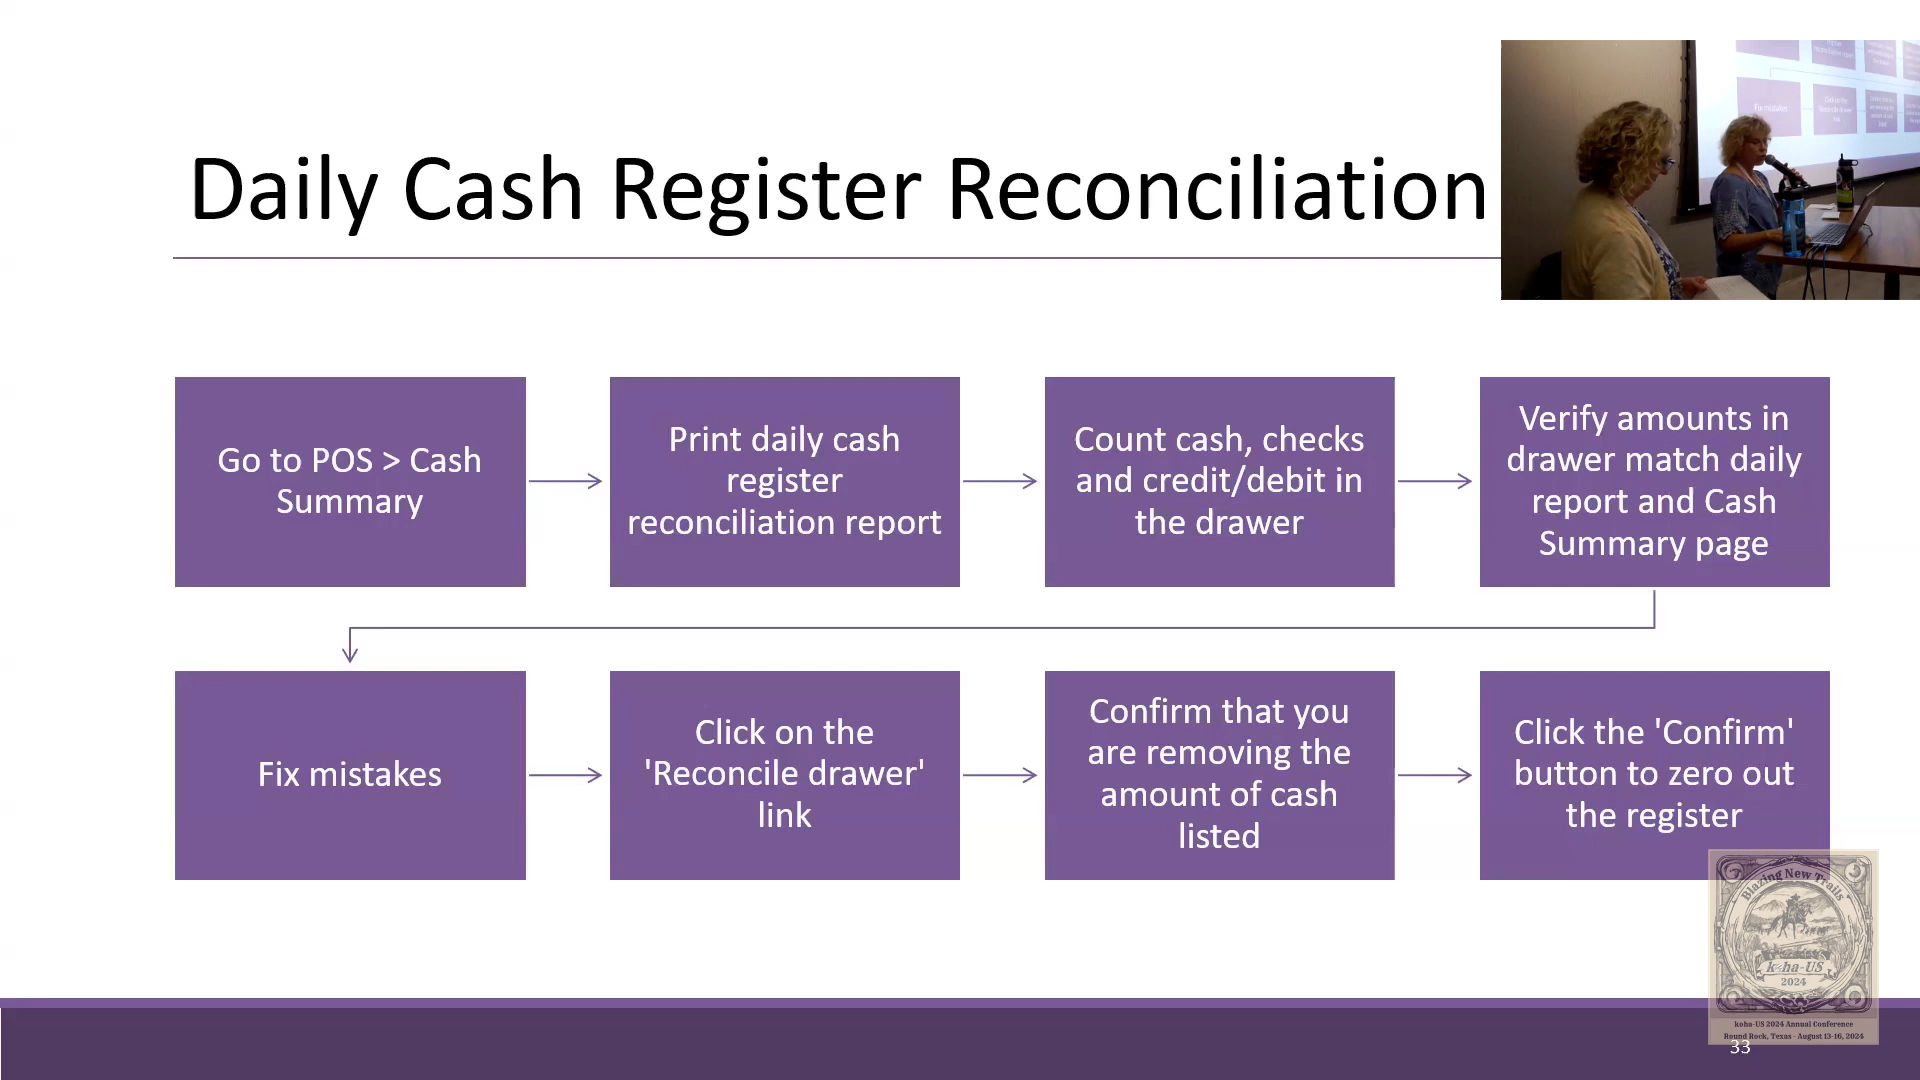 Daily Cash Register Reconciliation
Go to POS > Cash
Summary
Print daily cash
register
reconciliation report
Count cash, checks
and credit/debit in
the drawer
Verify amounts in
drawer match daily
report and Cash
Summary page
Fix mistakes
Click on the
'Reconcile drawer'
link
Confirm that you
are removing the
amount of cash
listed
Click the 'Confirm'
button to zero out
the register
Fix mistakes
Blazing New Trails
koha-US
2024
koha-US 2024 Annual Conference
Round Rock, Texas - August 13-16, 2024
33